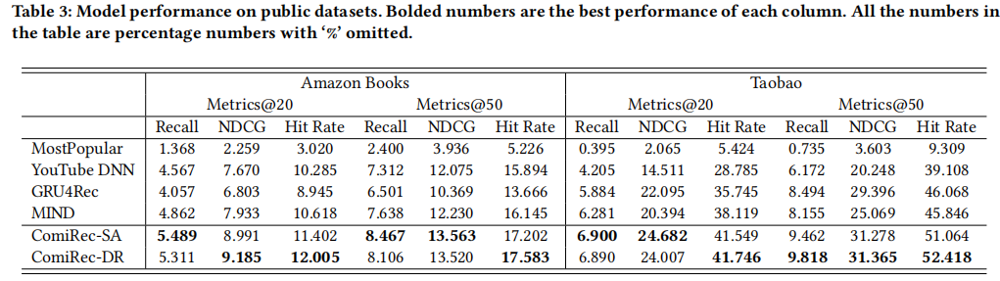 Table 3: Model performance on public datasets. Bolded numbers are the best performance of each column. All the numbers in
the table are percentage numbers with ‘%’ omitted.
Amazon Books Taobao
Metrics@20 Metrics@50 Metrics@20 Metrics@50
Recall NDCG Hit Rate Recall NDCG Hit Rate Recall NDCG Hit Rate Recall NDCG Hit Rate
MostPopular 1.368 2.259 3.020 2.400 3.936 5.226 0.395 2.065 5.424 0.735 3.603 9.309
YouTube DNN 4.567 7.670 10.285 7.312 12.075 15.894 4.205 14.511 28.785 6.172 20.248 39.108
GRU4Rec 4.057 6.803 8.945 6.501 10.369 13.666 5.884 22.095 35.745 8.494 29.396 46.068
MIND 4.862 7.933 10.618 7.638 12.230 16.145 6.281 20.394 38.119 8.155 25.069 45.846
ComiRec-SA 5.489 8.991 11.402 8.467 13.563 17.202 6.900 24.682 41.549 9.462 31.278 51.064
ComiRec-DR 5.311 9.185 12.005 8.106 13.520 17.583 6.890 24.007 41.746 9.818 31.365 52.418